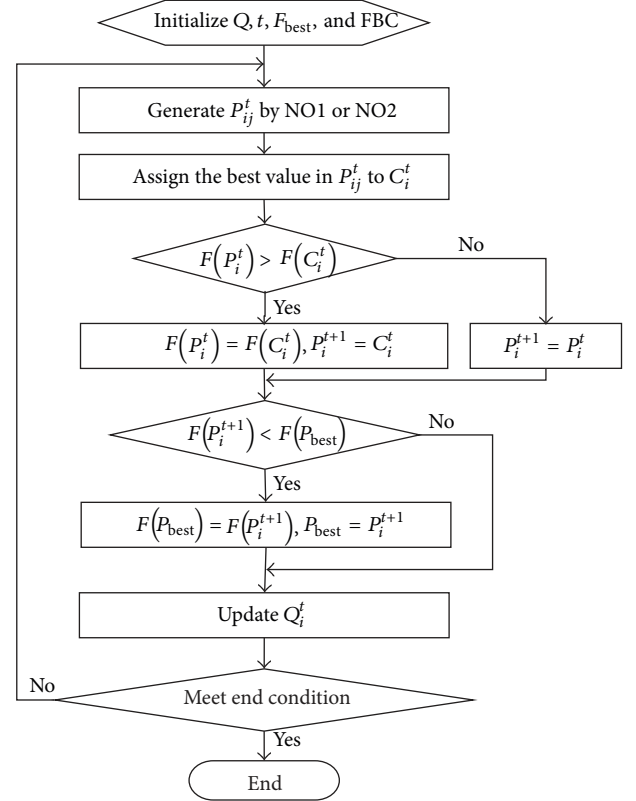 Initialize Q, t, F_best, and FBC
Generate P_ij^t by NO1 or NO2
Assign the best value in P_ij^t to C_i^t
F(P_i^t) > F(C_i^t)
No
Yes
F(P_i^t) = F(C_i^t), P_i^{t+1} = C_i^t
P_i^{t+1} = P_i^t
F(P_i^{t+1}) < F(P_best)
No
Yes
F(P_best) = F(P_i^{t+1}), P_best = P_i^{t+1}
Update Q_i^t
No
Meet end condition
Yes
End